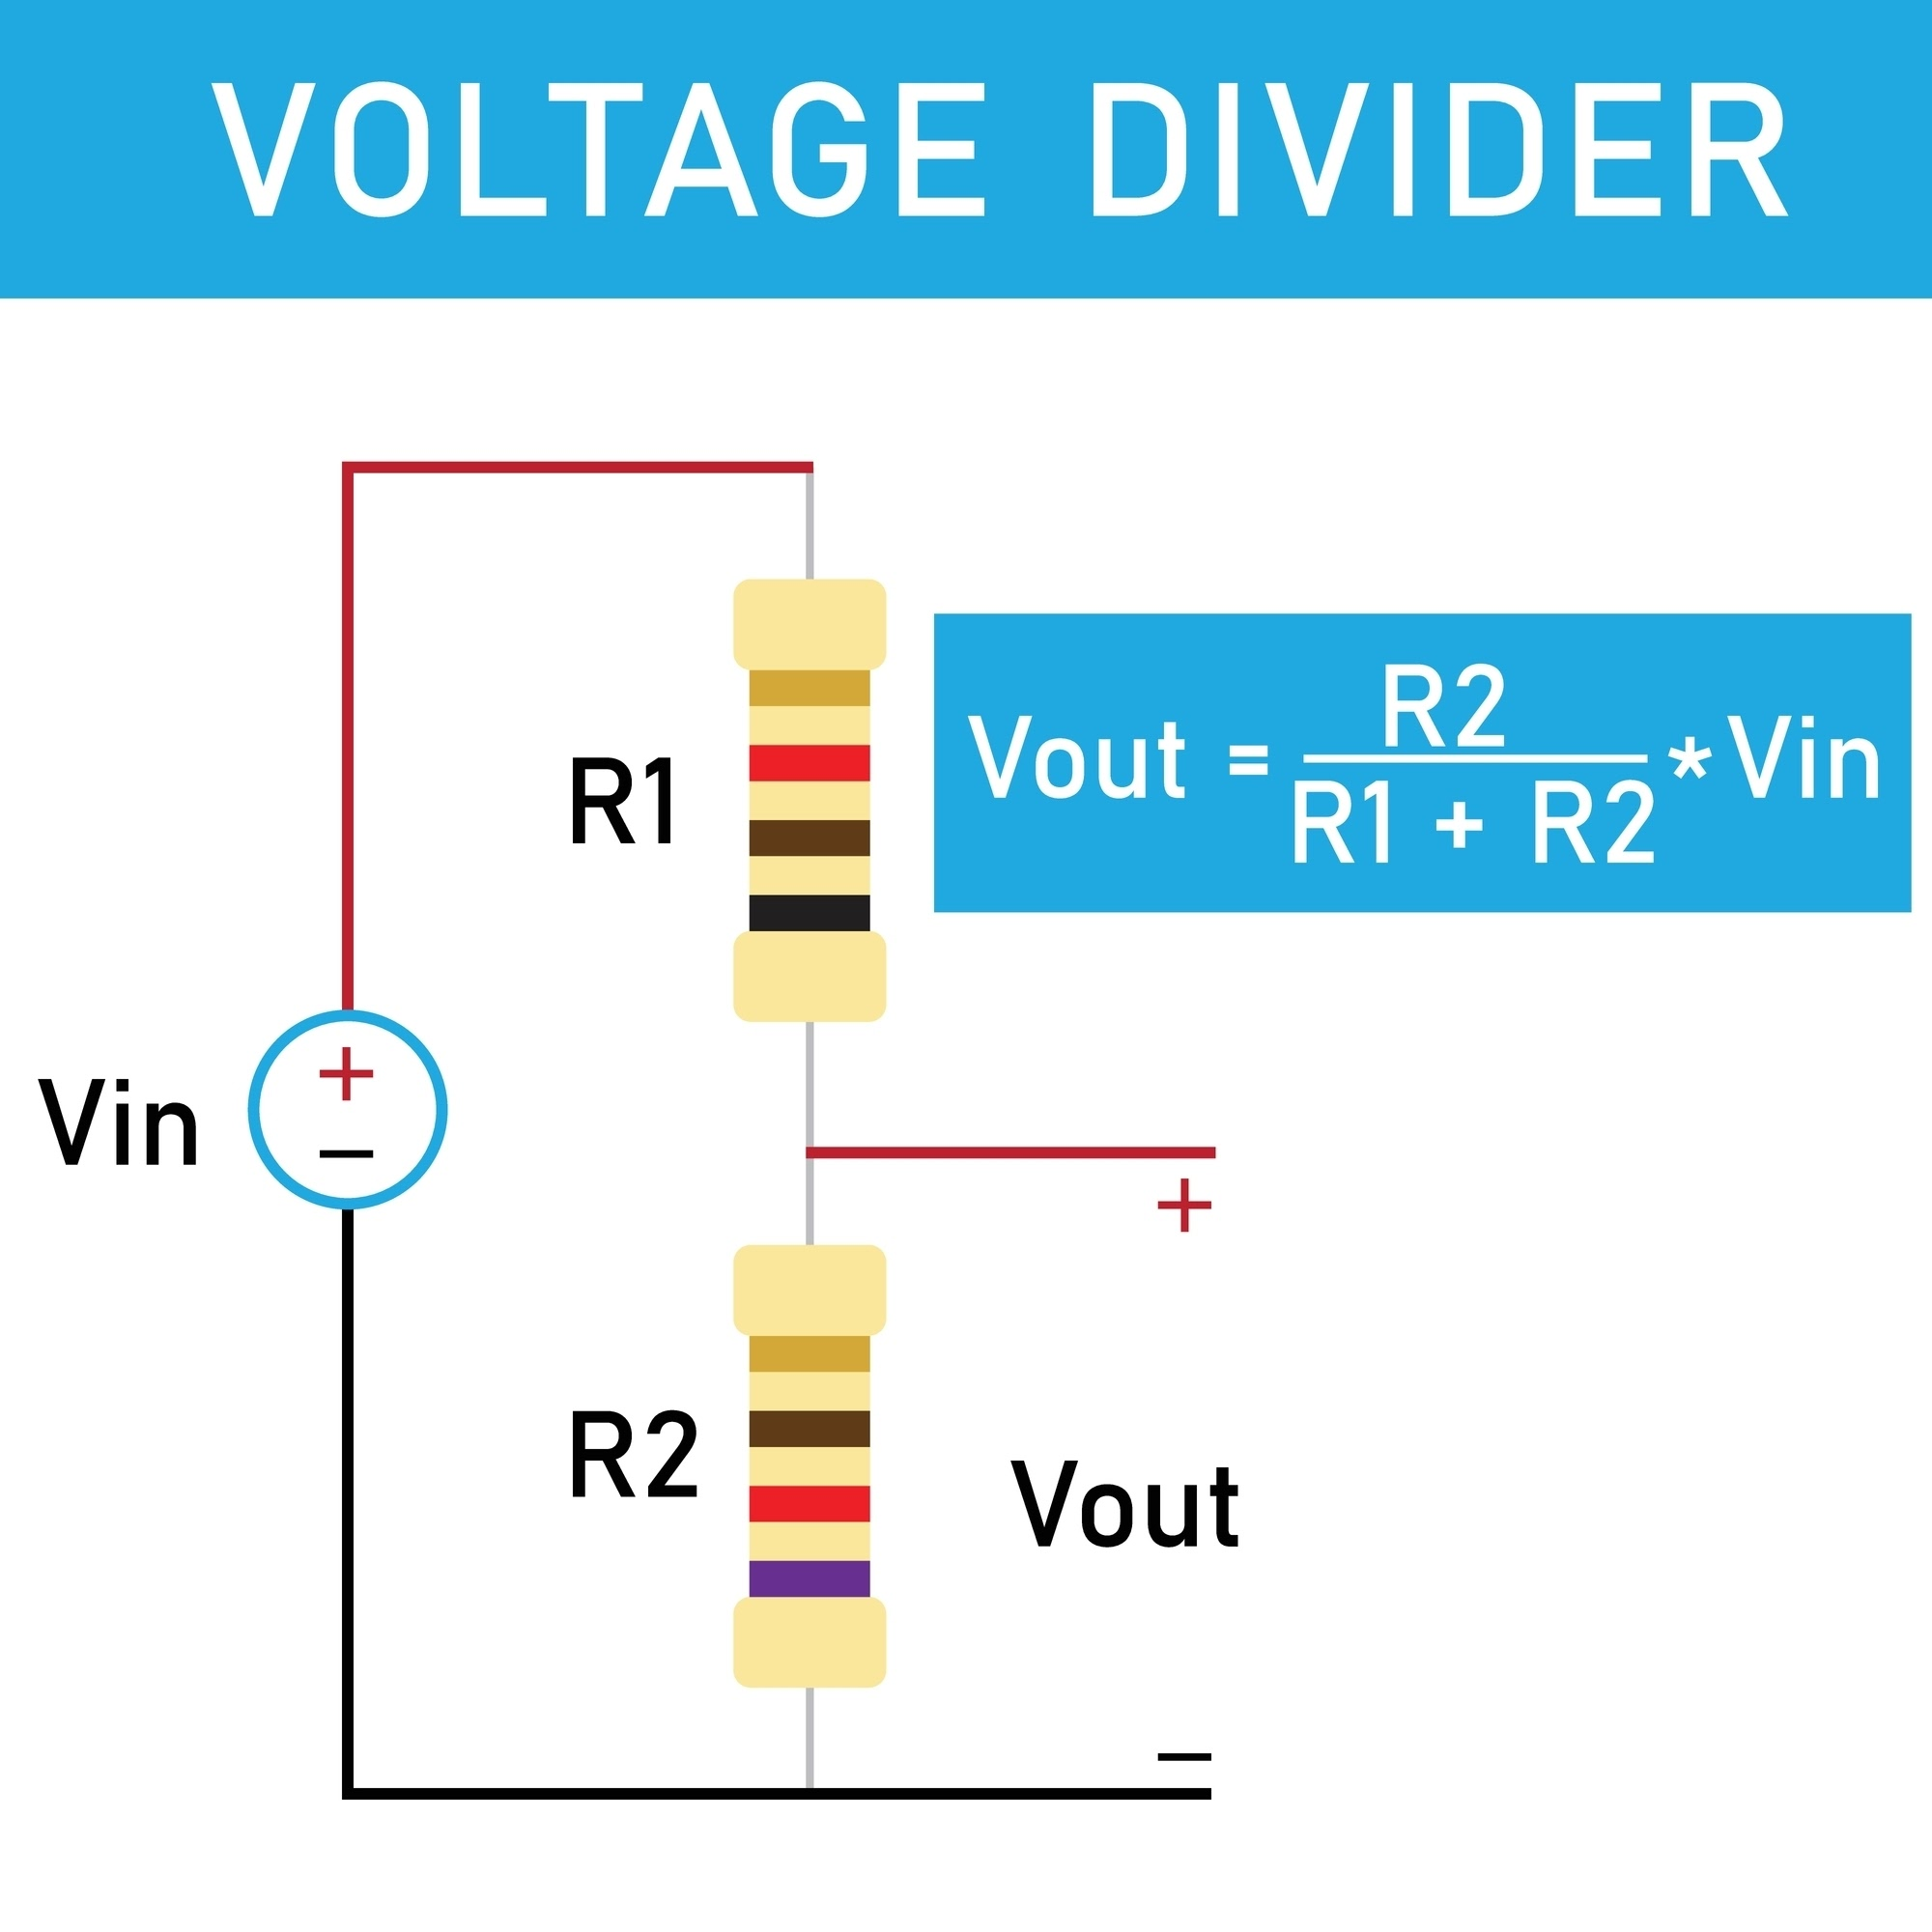 VOLTAGE DIVIDER
R1
Vout = R2 / R1 + R2 * Vin
Vin
+
−
+
R2
Vout
−